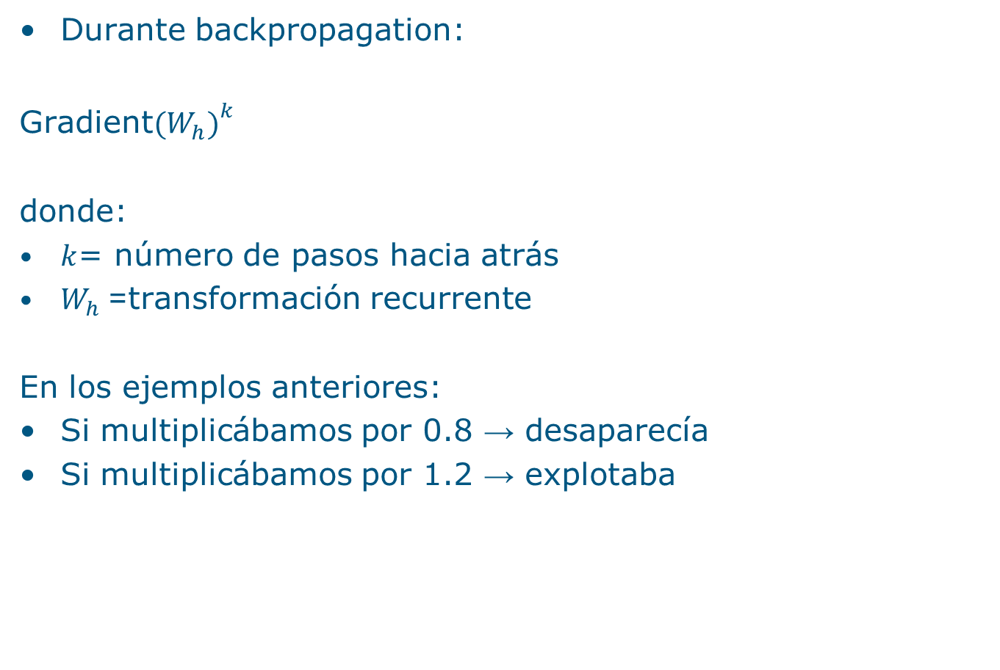 • Durante backpropagation:
Gradient$(W_h)^k$
donde:
• $k$= número de pasos hacia atrás
• $W_h$ =transformación recurrente
En los ejemplos anteriores:
• Si multiplicábamos por 0.8 → desaparecía
• Si multiplicábamos por 1.2 → explotaba